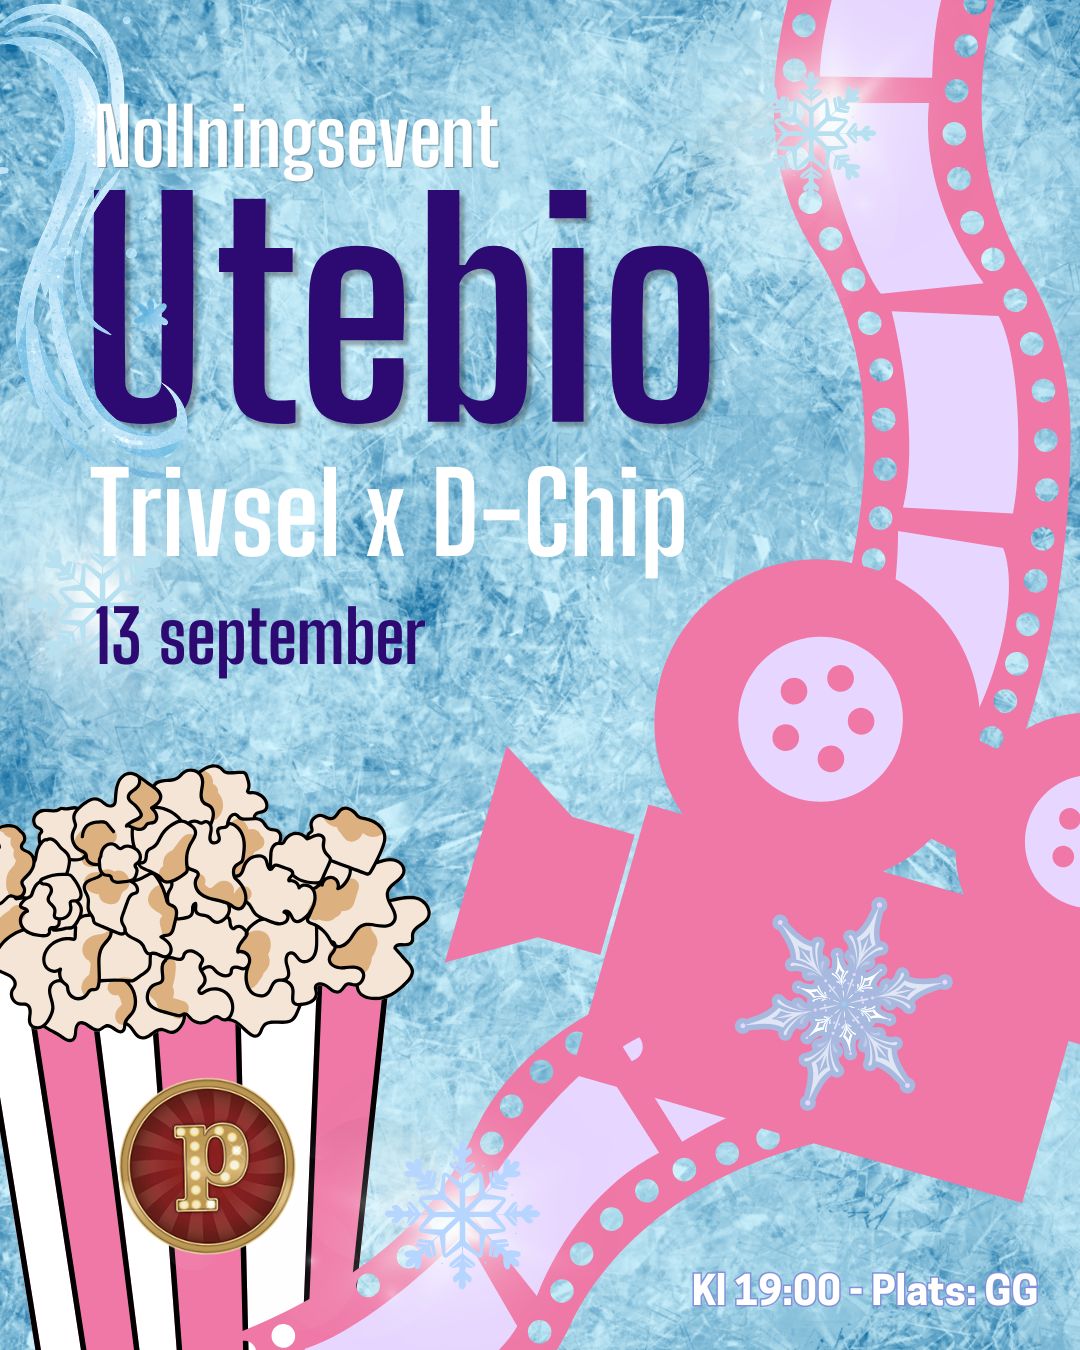 Nollningsevent
Utebio
Trivsel x D-Chip
13 september
p
Kl 19:00 - Plats: GG